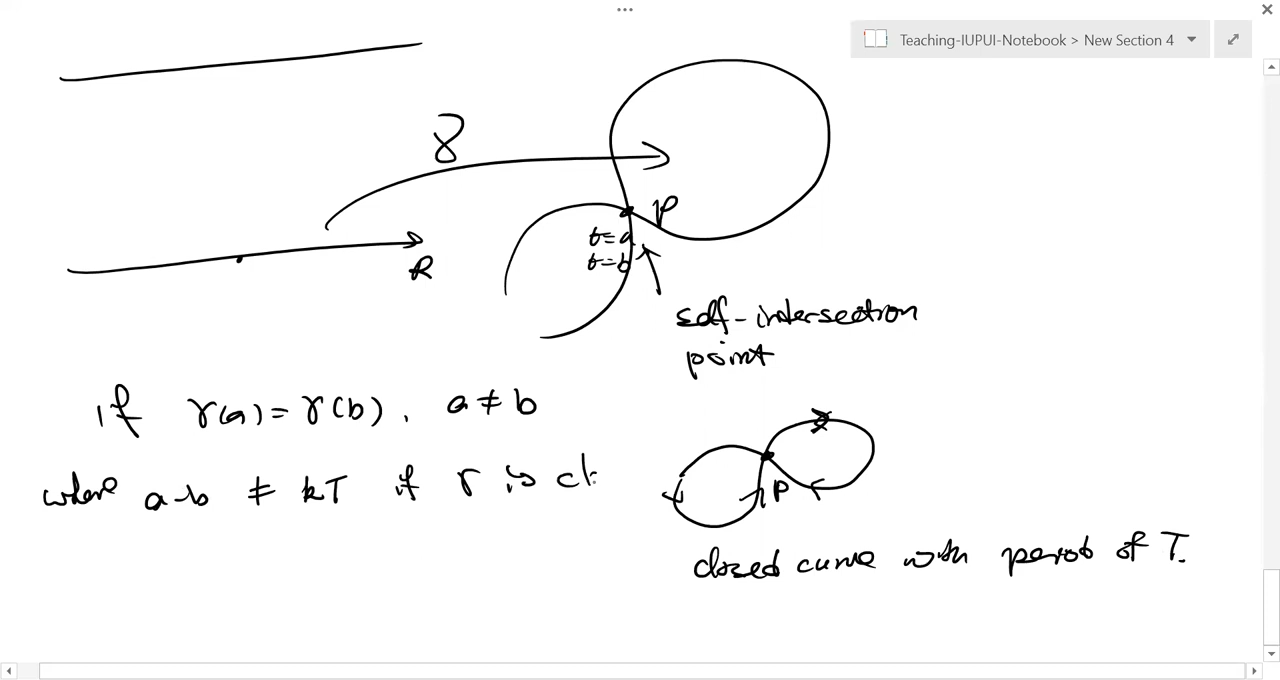 Teaching-IUPUI-Notebook > New Section 4
γ
P
t=a
t=b
R
self-intersection
point
if γ(a) = γ(b), a ≠ b
where a-b ≠ kT if γ is cl
P
closed curve with period of T.